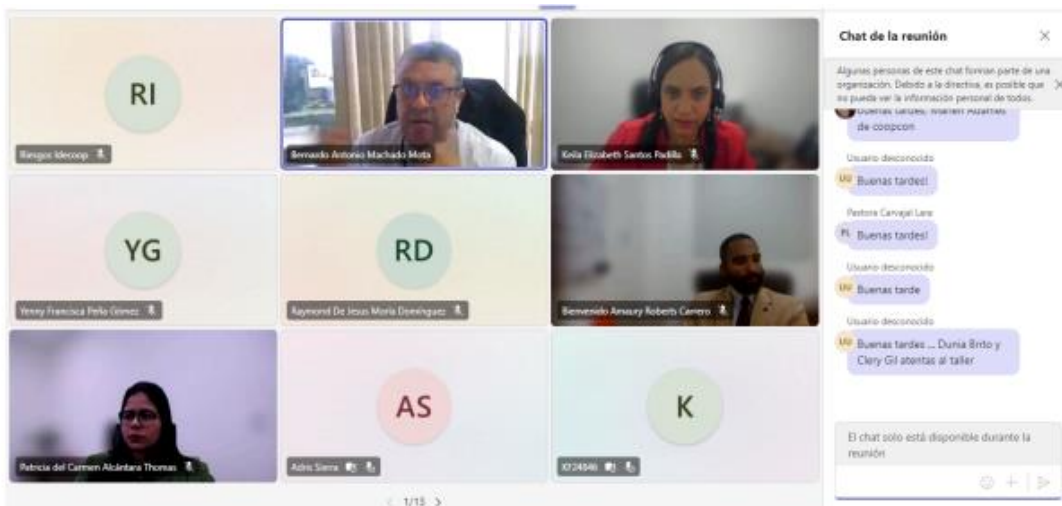 RI
Riesgos Idecoop
Bernardo Antonio Machado Mota
Keila Elizabeth Santos Padilla
YG
Yenny Francisca Peña Gómez
RD
Raymond De Jesus María Domínguez
Bienvenido Amaury Roberts Carrero
Patricia del Carmen Alcántara Thomas
AS
Adris Sierra
K
KF24846
1/13
Chat de la reunión
Algunas personas de este chat forman parte de una
organización. Debido a la directiva, es posible que
no pueda ver la información personal de todos.
Buenas tardes,
de coopcon
Usuario desconocido
UU Buenas tardes!
Pastora Carvajal Lara
PL Buenas tardes!
Usuario desconocido
UU Buenas tarde
Usuario desconocido
UU Buenas tardes ... Dunia Brito y
Clery Gil atentas al taller
El chat solo está disponible durante la
reunión